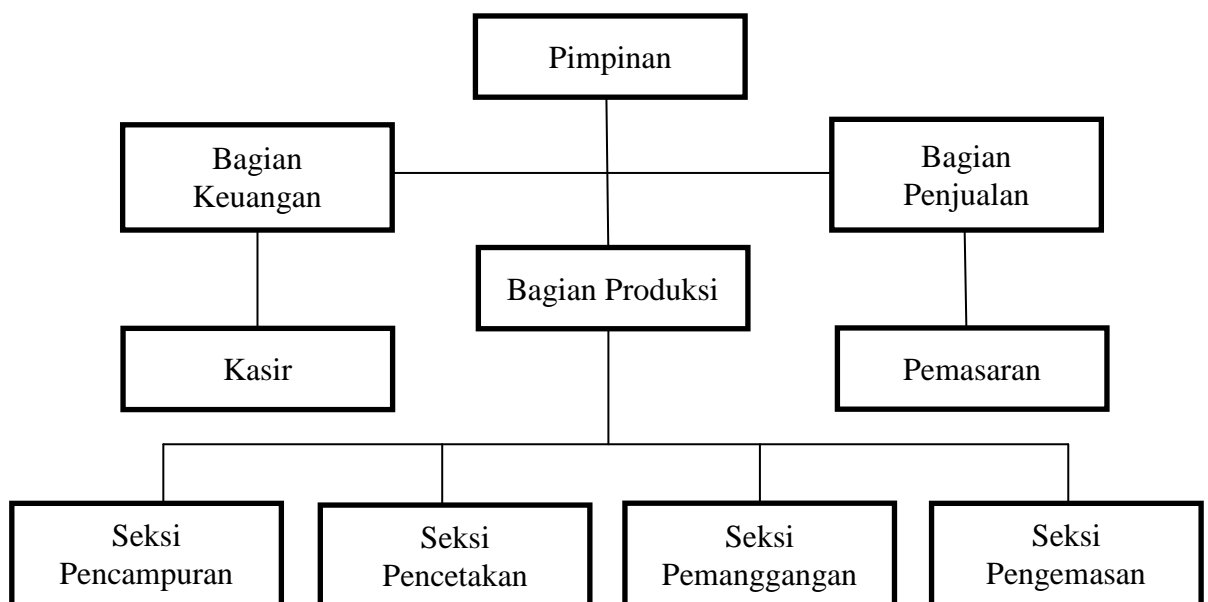 Pimpinan
Bagian
Keuangan
Bagian
Penjualan
Bagian Produksi
Kasir
Pemasaran
Seksi
Pencampuran
Seksi
Pencetakan
Seksi
Pemanggangan
Seksi
Pengemasan